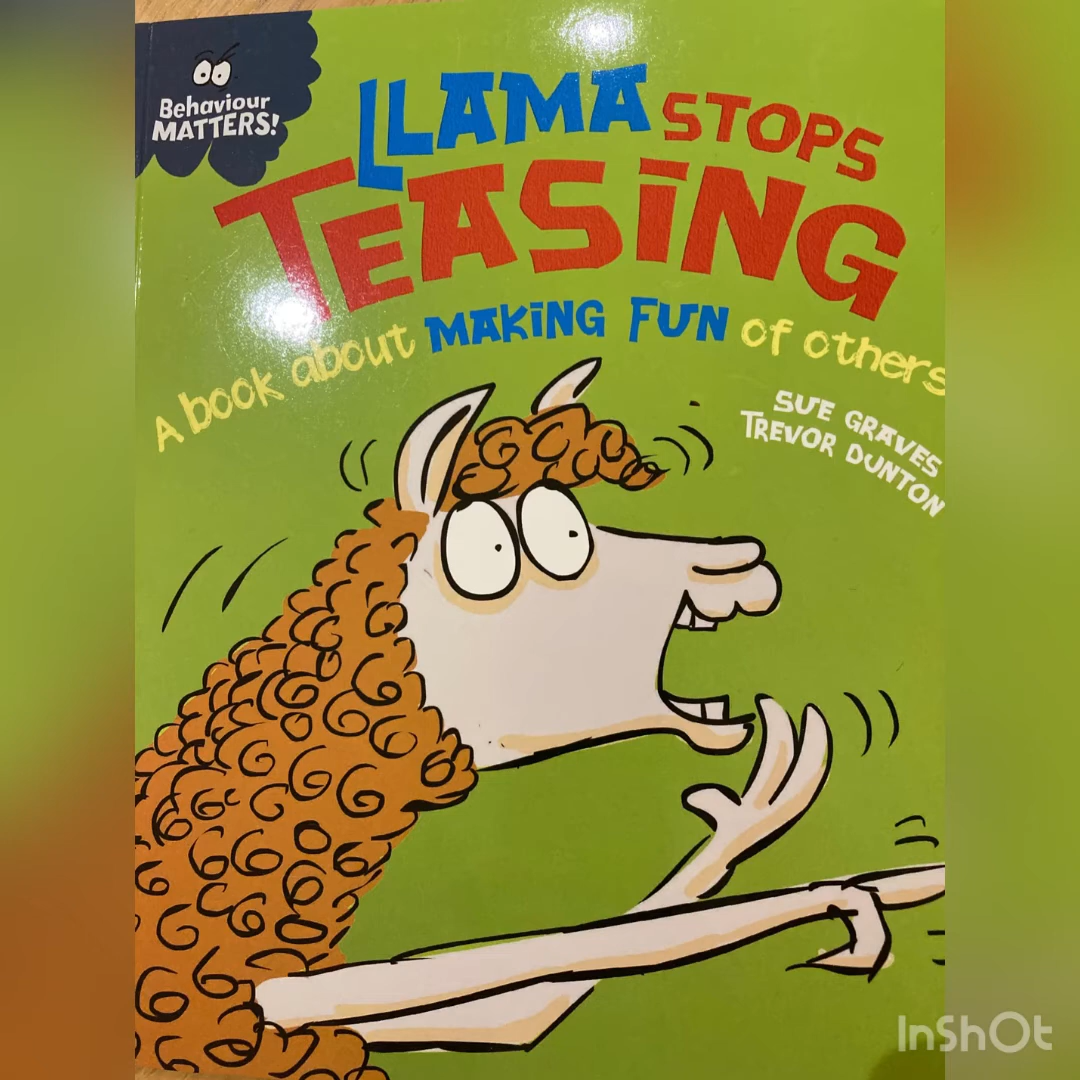 Behaviour
MATTERS!
LLAMA STOPS
TEASING
A book about MAKING FUN of others
SUE GRAVES
TREVOR DUNTON
InShOt